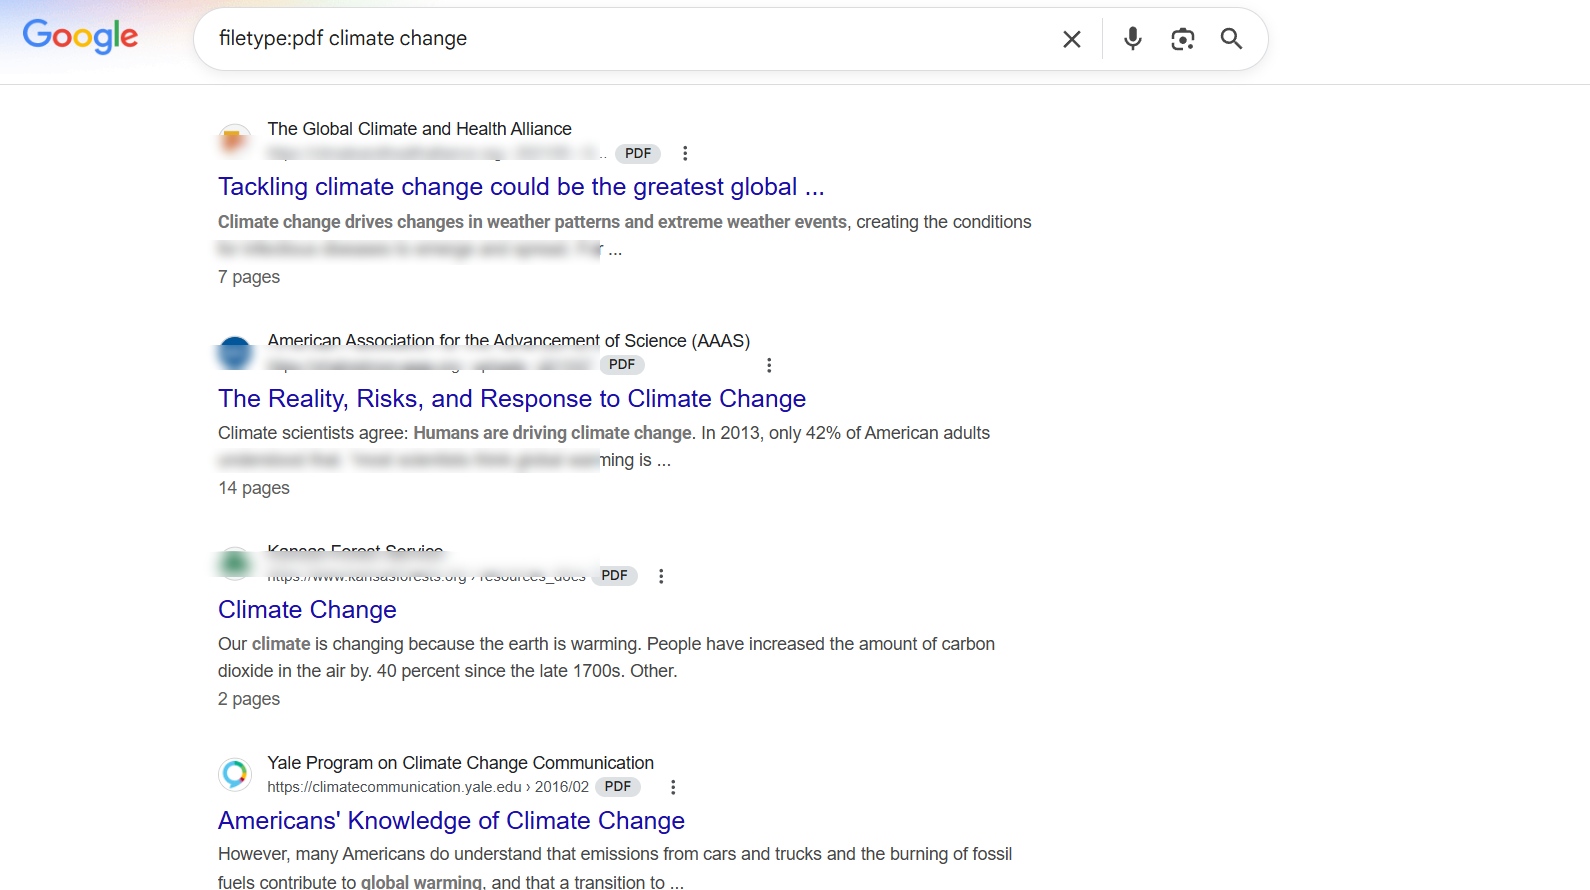 Google
filetype:pdf climate change
The Global Climate and Health Alliance
.. PDF
Tackling climate change could be the greatest global ...
Climate change drives changes in weather patterns and extreme weather events, creating the conditions
...
7 pages
American Association for the Advancement of Science (AAAS)
PDF
The Reality, Risks, and Response to Climate Change
Climate scientists agree: Humans are driving climate change. In 2013, only 42% of American adults
is ...
14 pages
Kansas Forest Service
https://www.kansasforests.org › resources_docs PDF
Climate Change
Our climate is changing because the earth is warming. People have increased the amount of carbon
dioxide in the air by. 40 percent since the late 1700s. Other.
2 pages
Yale Program on Climate Change Communication
https://climatecommunication.yale.edu › 2016/02 PDF
Americans' Knowledge of Climate Change
However, many Americans do understand that emissions from cars and trucks and the burning of fossil
fuels contribute to global warming, and that a transition to ...